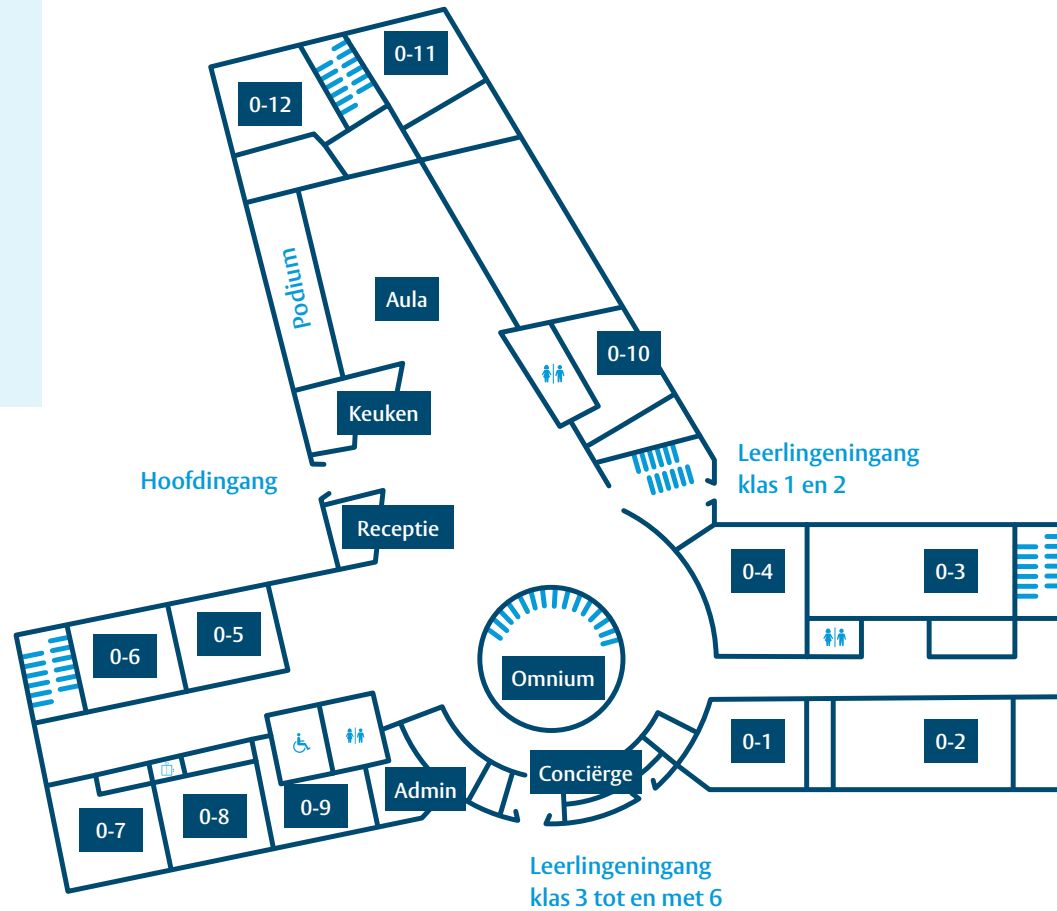 0-11
0-12
Podium
Aula
0-10
Keuken
Leerlingeningang
klas 1 en 2
Hoofdingang
Receptie
0-4
0-3
0-5
0-6
Omnium
0-1
0-2
Conciërge
Admin
0-9
0-8
0-7
Leerlingeningang
klas 3 tot en met 6